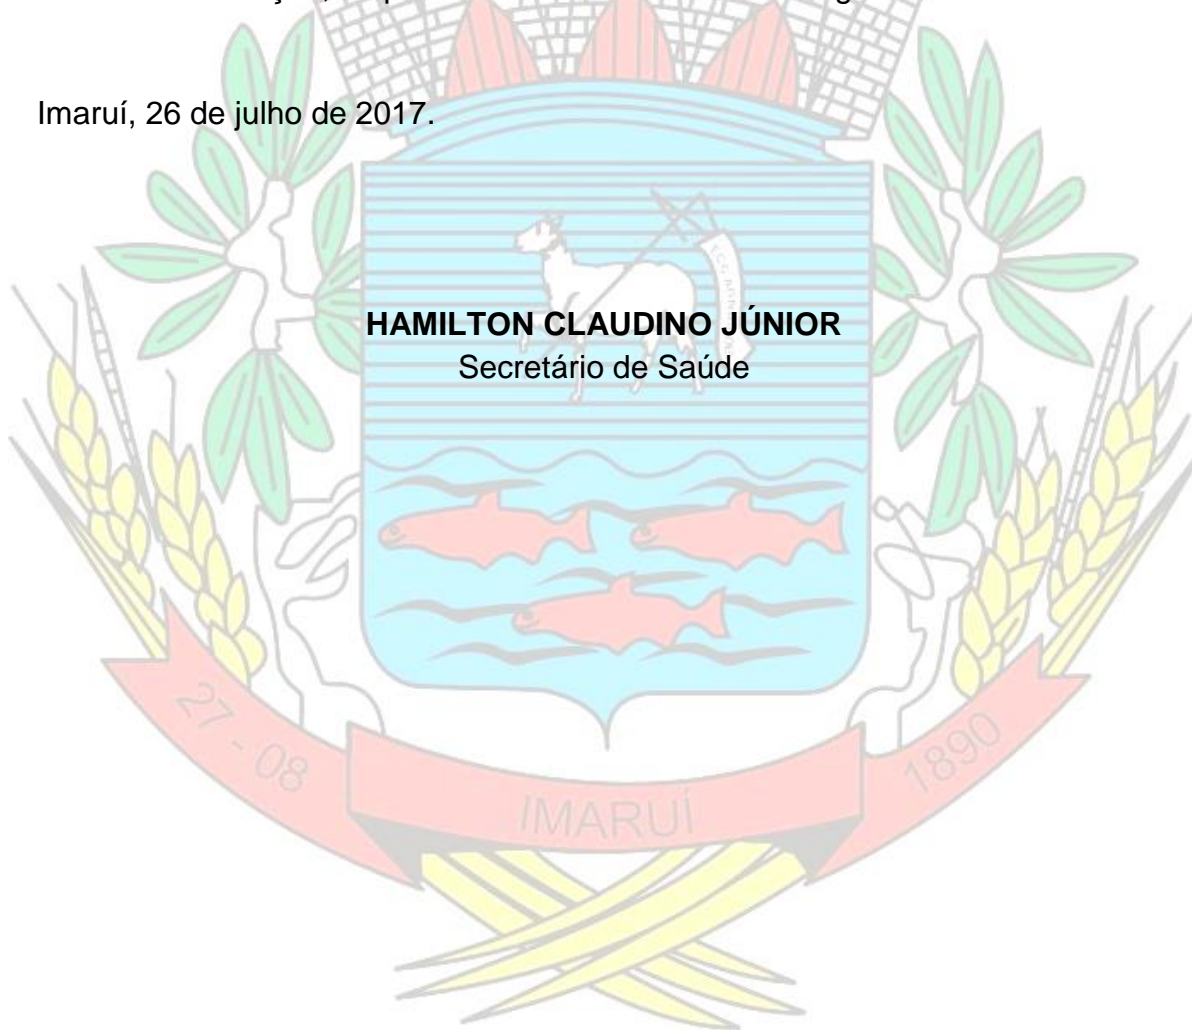 Imaruí, 26 de julho de 2017.
HAMILTON CLAUDINO JÚNIOR
Secretário de Saúde
27 - 08
IMARUÍ
1890